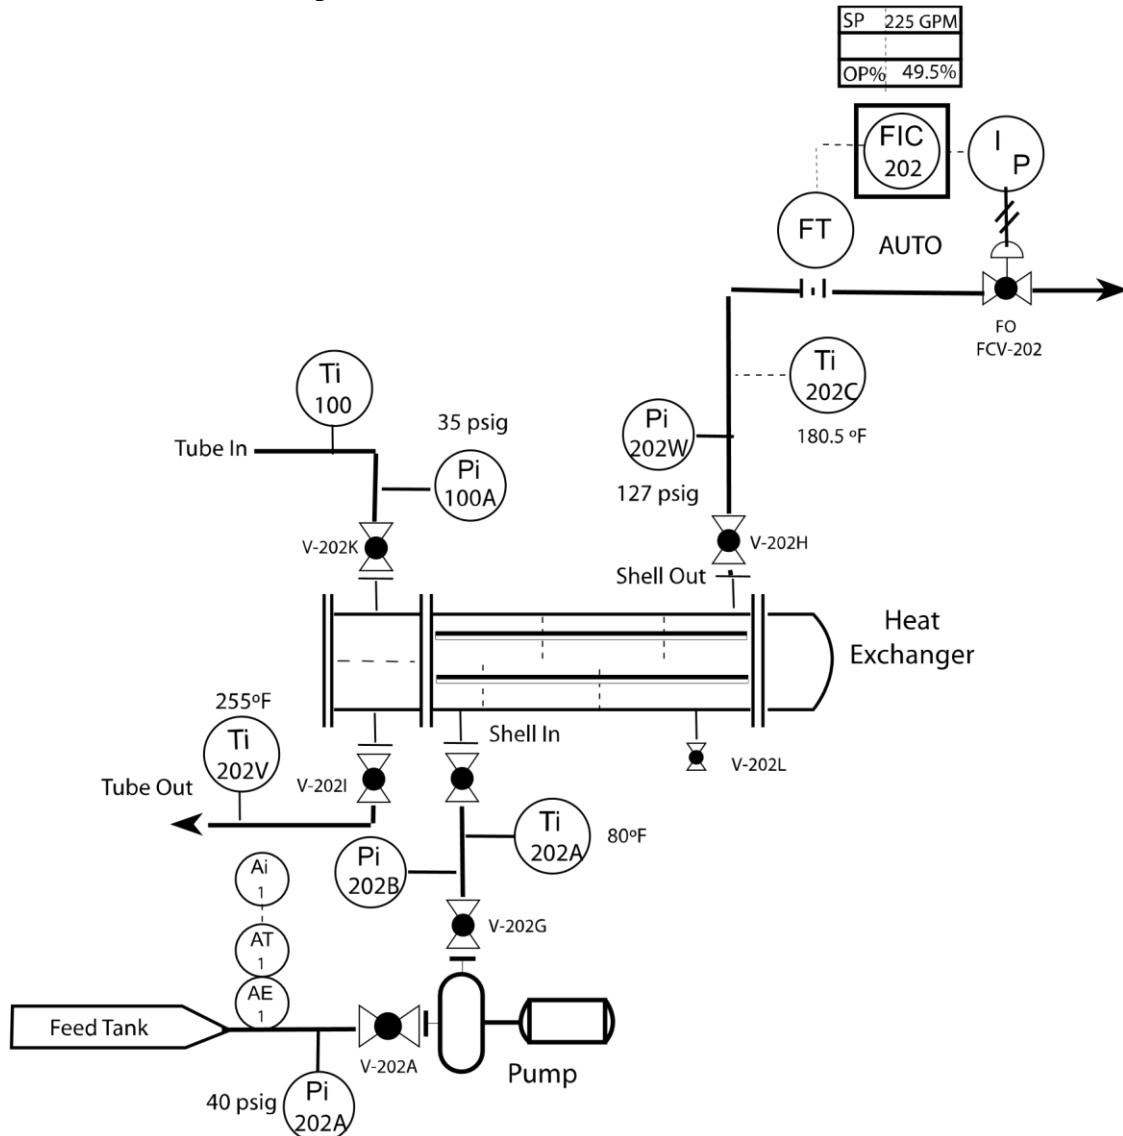 SP 225 GPM
OP% 49.5%
FIC
202
I
P
FT
AUTO
FO
FCV-202
Ti
100
Tube In
35 psig
Pi
100A
Ti
202C
180.5 ºF
Pi
202W
127 psig
V-202K
V-202H
Shell Out
Heat
Exchanger
255ºF
Ti
202V
Tube Out
V-202I
Shell In
V-202L
Ti
202A
80ºF
Pi
202B
V-202G
Ai
1
AT
1
AE
1
Feed Tank
V-202A
Pump
40 psig
Pi
202A